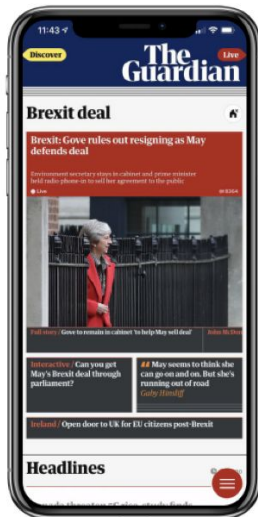 11:43
Discover
The
Guardian
Live
Brexit deal
Brexit: Gove rules out resigning as May
defends deal
Environment secretary stays in cabinet and prime minister
held radio phone-in to sell her agreement to the public
Live
8304
Full story / Gove to remain in cabinet 'to help May sell deal'
Interactive / Can you get
May's Brexit deal through
parliament?
May seems to think she
can go on and on. But she's
running out of road
Gaby Hinsliff
Ireland / Open door to UK for EU citizens post-Brexit
Headlines